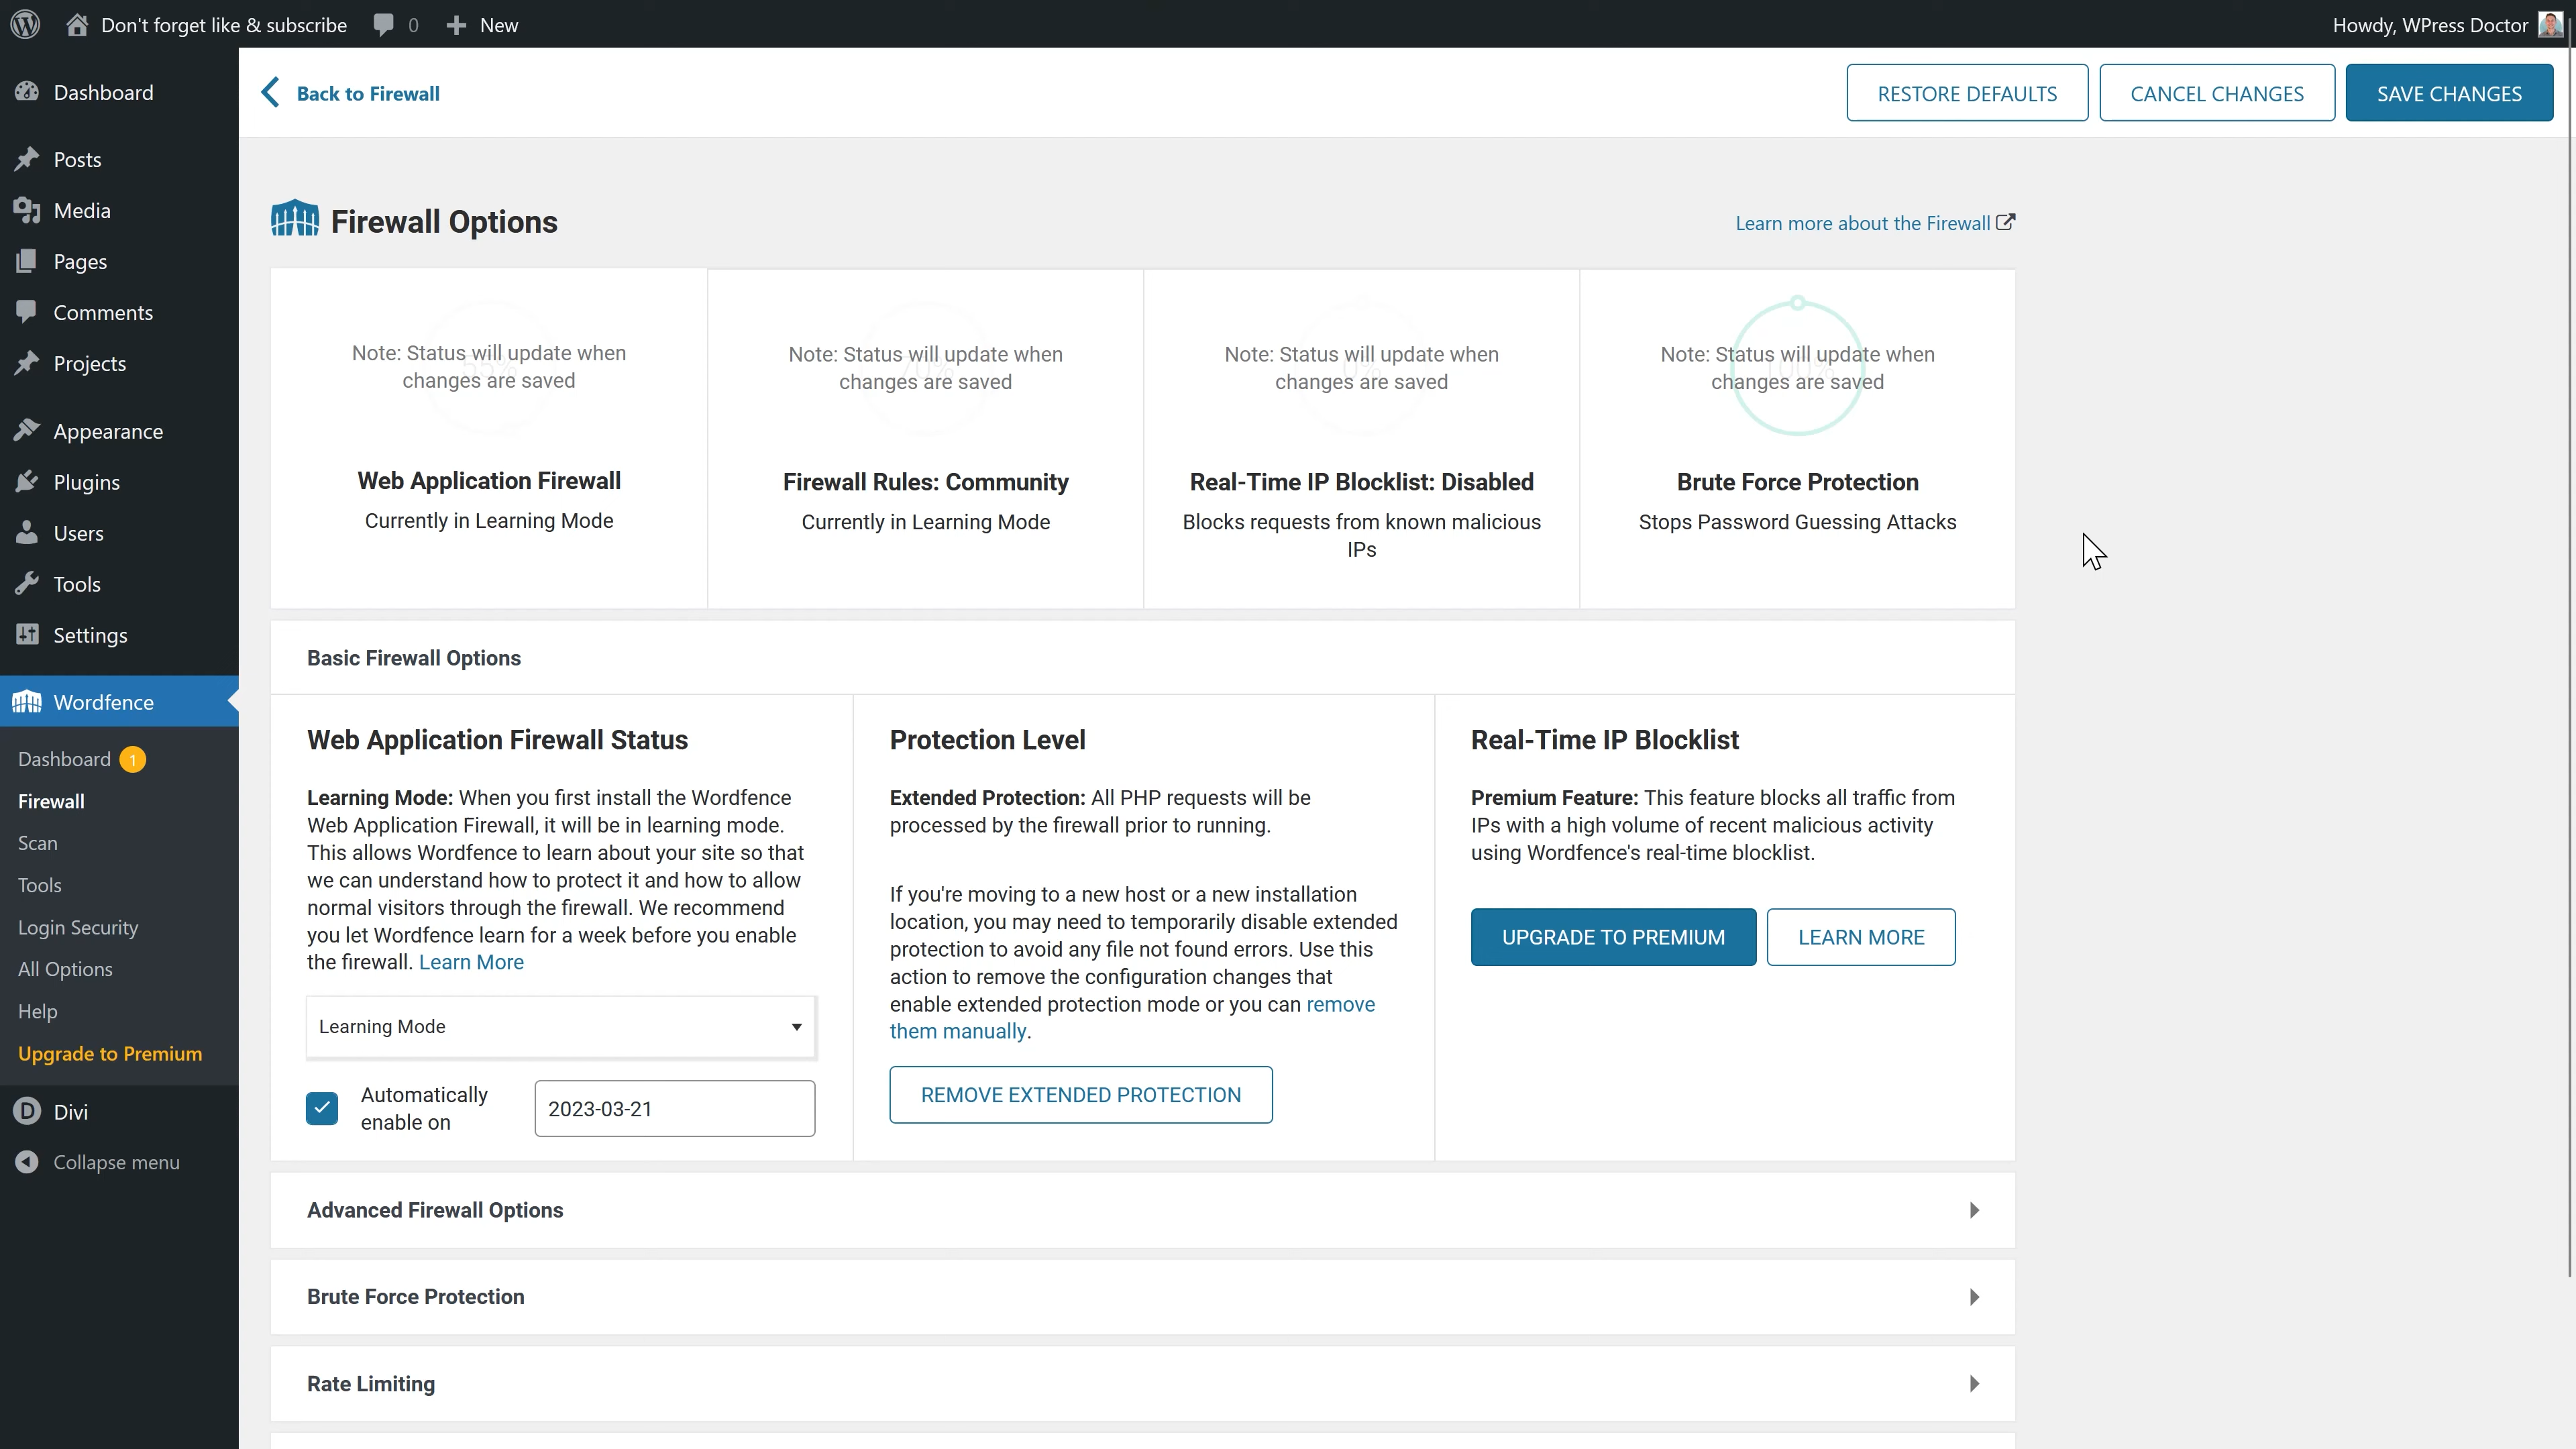 Don't forget like & subscribe
0
New
Howdy, WPress Doctor
Dashboard
Posts
Media
Pages
Comments
Projects
Appearance
Plugins
Users
Tools
Settings
Wordfence
Dashboard 1
Firewall
Scan
Tools
Login Security
All Options
Help
Upgrade to Premium
Divi
Collapse menu
Back to Firewall
RESTORE DEFAULTS
CANCEL CHANGES
SAVE CHANGES
Firewall Options
Learn more about the Firewall
55%
Note: Status will update when
changes are saved
Web Application Firewall
Currently in Learning Mode
70%
Note: Status will update when
changes are saved
Firewall Rules: Community
Currently in Learning Mode
0%
Note: Status will update when
changes are saved
Real-Time IP Blocklist: Disabled
Blocks requests from known malicious
IPs
100%
Note: Status will update when
changes are saved
Brute Force Protection
Stops Password Guessing Attacks
Basic Firewall Options
Web Application Firewall Status
Learning Mode: When you first install the Wordfence
Web Application Firewall, it will be in learning mode.
This allows Wordfence to learn about your site so that
we can understand how to protect it and how to allow
normal visitors through the firewall. We recommend
you let Wordfence learn for a week before you enable
the firewall. Learn More
Learning Mode
Automatically
enable on
2023-03-21
Protection Level
Extended Protection: All PHP requests will be
processed by the firewall prior to running.
If you're moving to a new host or a new installation
location, you may need to temporarily disable extended
protection to avoid any file not found errors. Use this
action to remove the configuration changes that
enable extended protection mode or you can remove
them manually.
REMOVE EXTENDED PROTECTION
Real-Time IP Blocklist
Premium Feature: This feature blocks all traffic from
IPs with a high volume of recent malicious activity
using Wordfence's real-time blocklist.
UPGRADE TO PREMIUM
LEARN MORE
Advanced Firewall Options
Brute Force Protection
Rate Limiting